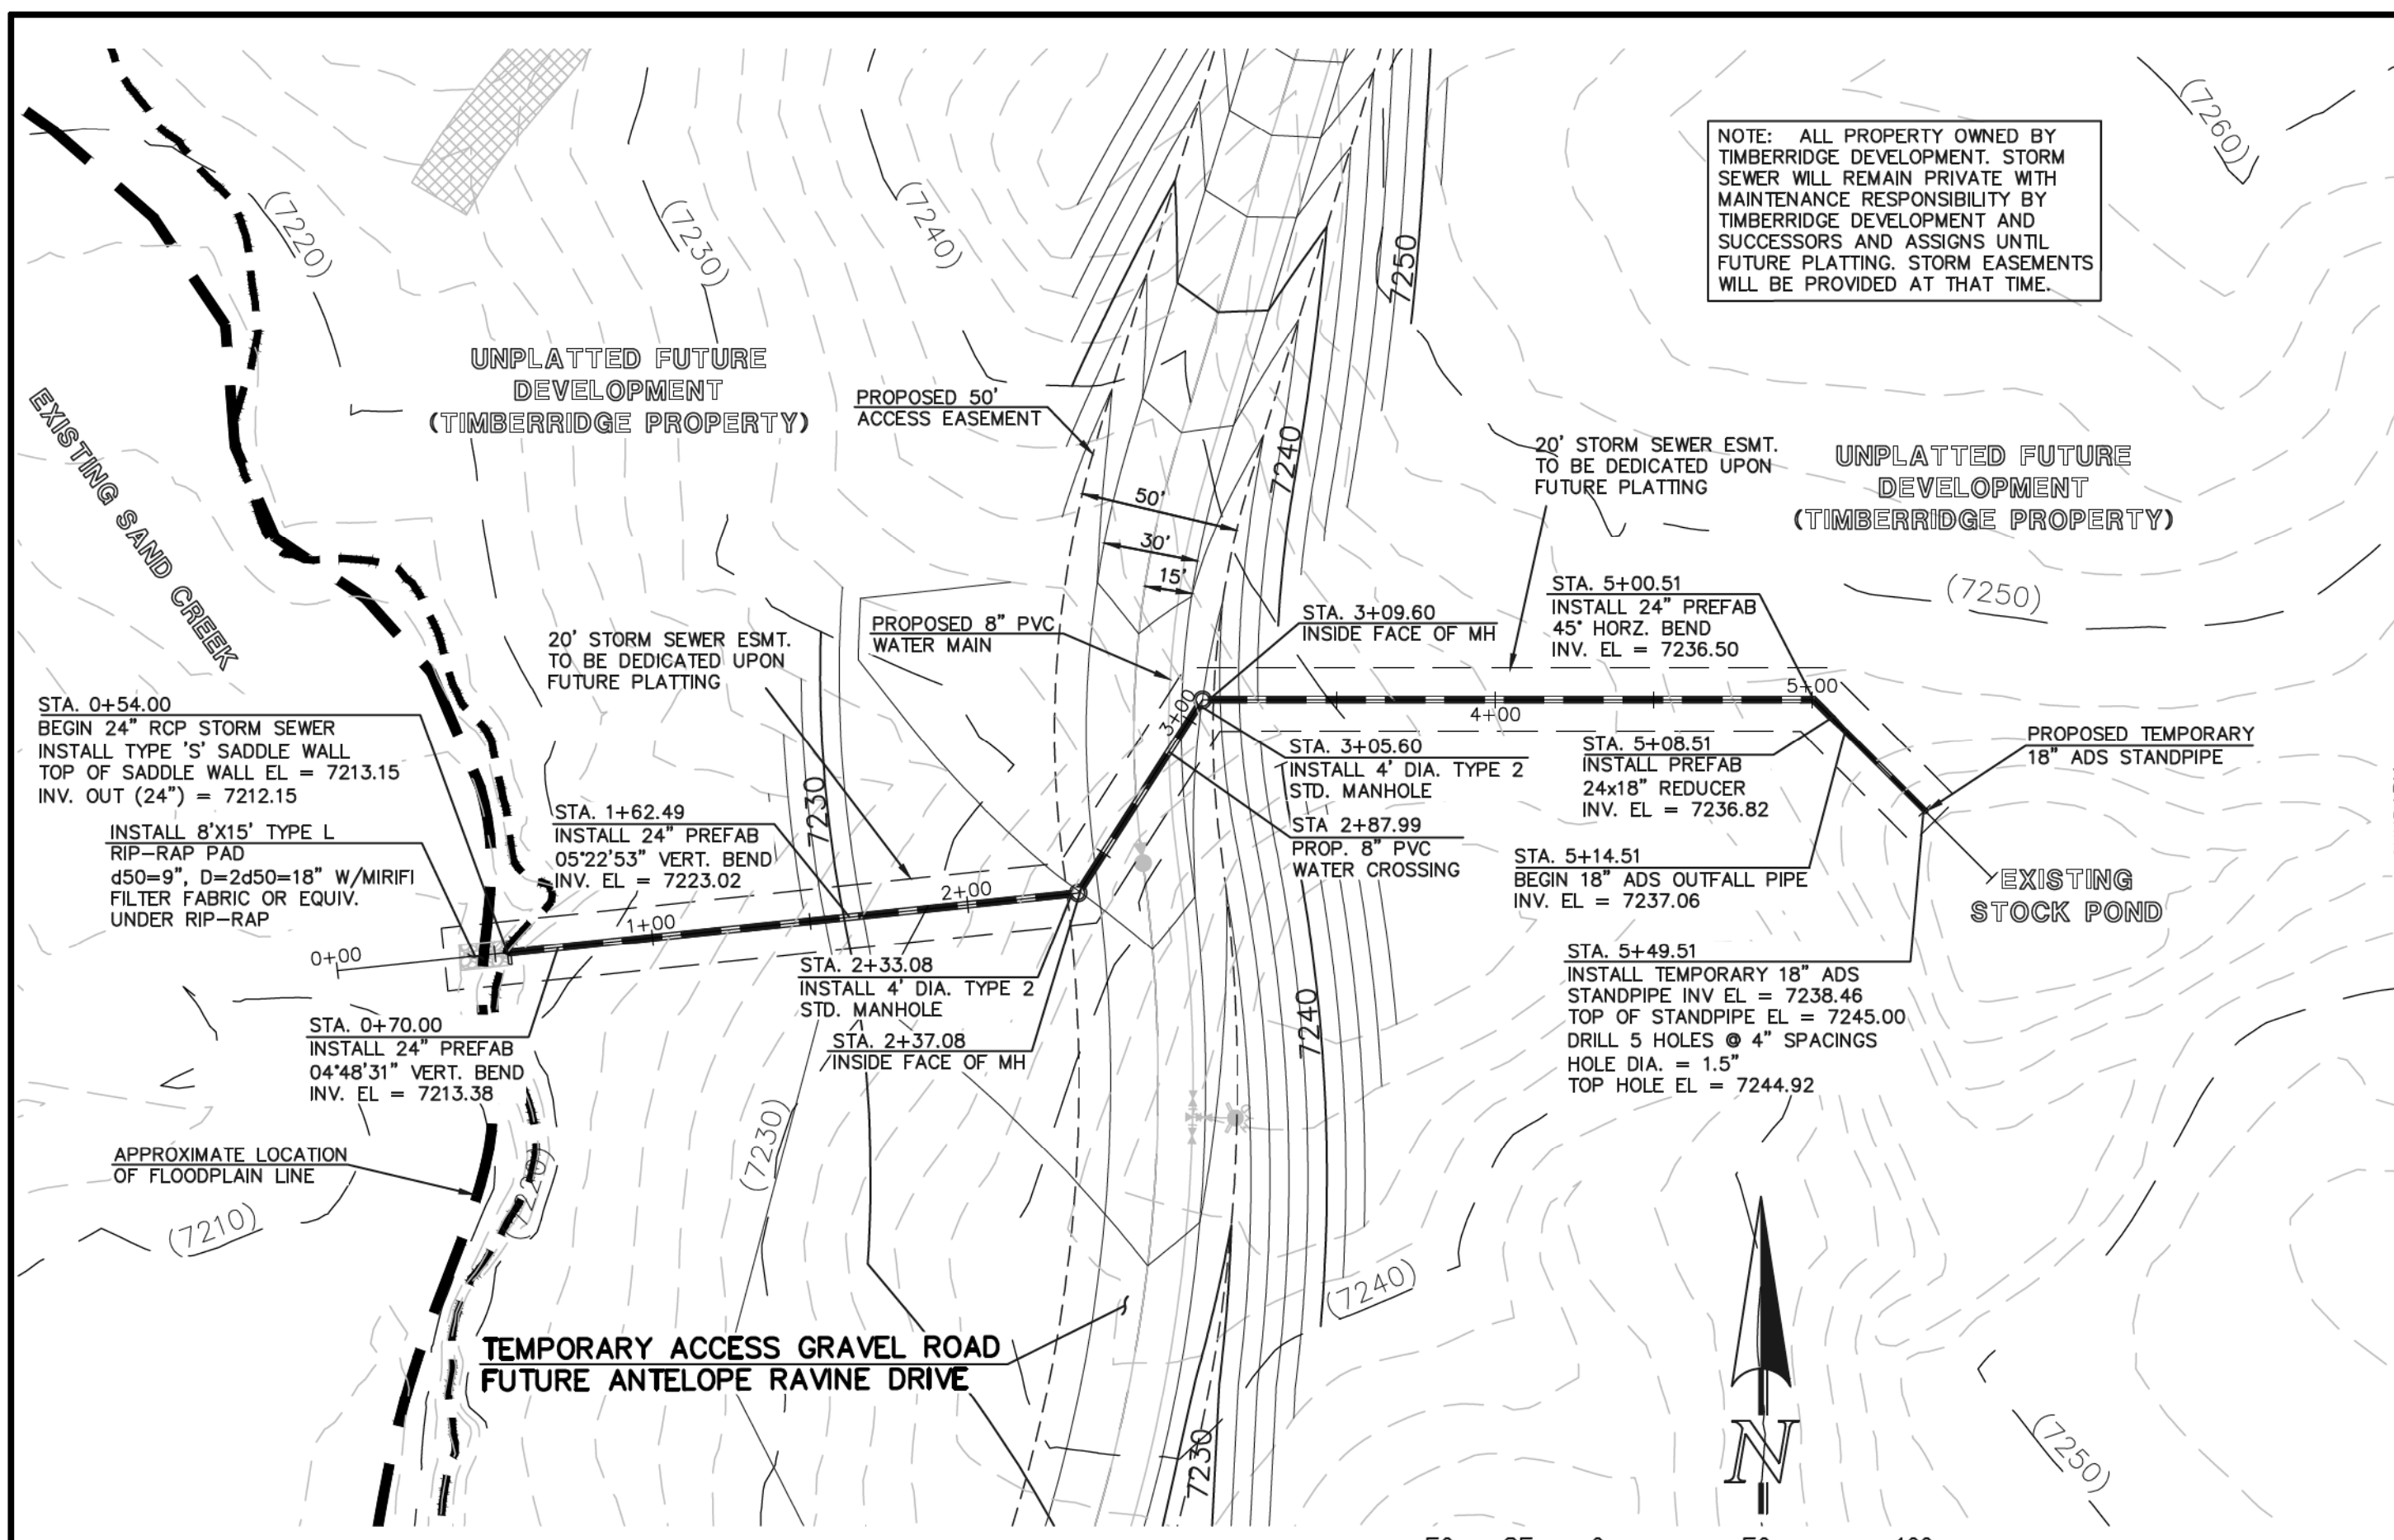 NOTE: ALL PROPERTY OWNED BY
TIMBERRIDGE DEVELOPMENT. STORM
SEWER WILL REMAIN PRIVATE WITH
MAINTENANCE RESPONSIBILITY BY
TIMBERRIDGE DEVELOPMENT AND
SUCCESSORS AND ASSIGNS UNTIL
FUTURE PLATTING. STORM EASEMENTS
WILL BE PROVIDED AT THAT TIME.
(7220)
(7230)
(7240)
7250
(7260)
UNPLATTED FUTURE
DEVELOPMENT
(TIMBERRIDGE PROPERTY)
PROPOSED 50'
ACCESS EASEMENT
EXISTING SAND CREEK
50'
30'
15'
7240
20' STORM SEWER ESMT.
TO BE DEDICATED UPON
FUTURE PLATTING
UNPLATTED FUTURE
DEVELOPMENT
(TIMBERRIDGE PROPERTY)
(7250)
STA. 5+00.51
INSTALL 24" PREFAB
45° HORZ. BEND
INV. EL = 7236.50
STA. 3+09.60
INSIDE FACE OF MH
PROPOSED 8" PVC
WATER MAIN
20' STORM SEWER ESMT.
TO BE DEDICATED UPON
FUTURE PLATTING
STA. 0+54.00
BEGIN 24" RCP STORM SEWER
INSTALL TYPE 'S' SADDLE WALL
TOP OF SADDLE WALL EL = 7213.15
INV. OUT (24") = 7212.15
INSTALL 8'X15' TYPE L
RIP-RAP PAD
d50=9", D=2d50=18" W/MIRIFI
FILTER FABRIC OR EQUIV.
UNDER RIP-RAP
STA. 1+62.49
INSTALL 24" PREFAB
05°22'53" VERT. BEND
INV. EL = 7223.02
7230
0+00
1+00
2+00
3+00
4+00
5+00
STA. 3+05.60
INSTALL 4' DIA. TYPE 2
STD. MANHOLE
STA 2+87.99
PROP. 8" PVC
WATER CROSSING
STA. 5+08.51
INSTALL PREFAB
24x18" REDUCER
INV. EL = 7236.82
PROPOSED TEMPORARY
18" ADS STANDPIPE
STA. 5+14.51
BEGIN 18" ADS OUTFALL PIPE
INV. EL = 7237.06
EXISTING
STOCK POND
STA. 5+49.51
INSTALL TEMPORARY 18" ADS
STANDPIPE INV EL = 7238.46
TOP OF STANDPIPE EL = 7245.00
DRILL 5 HOLES @ 4" SPACINGS
HOLE DIA. = 1.5"
TOP HOLE EL = 7244.92
STA. 2+33.08
INSTALL 4' DIA. TYPE 2
STD. MANHOLE
STA. 2+37.08
INSIDE FACE OF MH
STA. 0+70.00
INSTALL 24" PREFAB
04°48'31" VERT. BEND
INV. EL = 7213.38
7240
APPROXIMATE LOCATION
OF FLOODPLAIN LINE
(7210)
(7220)
(7230)
(7240)
TEMPORARY ACCESS GRAVEL ROAD
FUTURE ANTELOPE RAVINE DRIVE
7230
N
(7250)